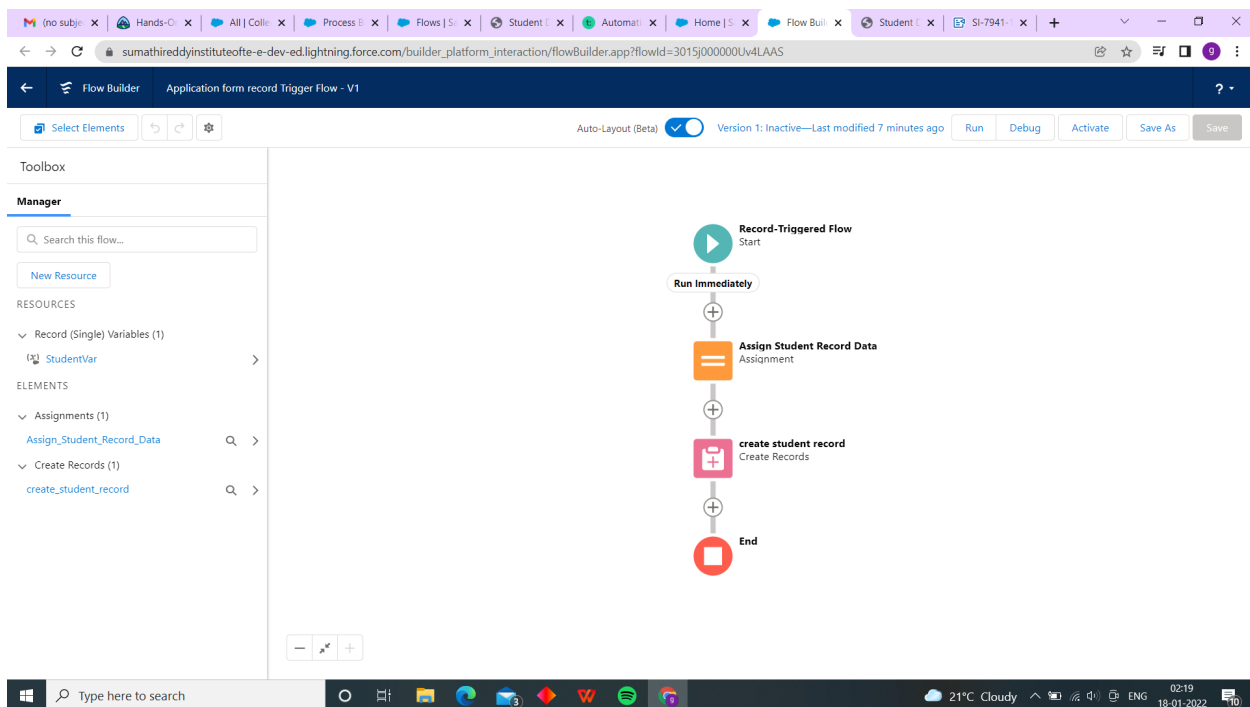 (no subje
Hands-O
All | Colle
Process B
Flows | Sa
Student D
Automati
Home | S
Flow Buil
Student D
SI-7941-1
sumathireddyinstituteofte-e-dev-ed.lightning.force.com/builder_platform_interaction/flowBuilder.app?flowId=3015j000000Uv4LAAS
g
Flow Builder
Application form record Trigger Flow - V1
?
Select Elements
Auto-Layout (Beta)
Version 1: Inactive—Last modified 7 minutes ago
Run
Debug
Activate
Save As
Save
Toolbox
Manager
Search this flow...
New Resource
RESOURCES
Record (Single) Variables (1)
StudentVar
ELEMENTS
Assignments (1)
Assign_Student_Record_Data
Create Records (1)
create_student_record
Record-Triggered Flow
Start
Run Immediately
Assign Student Record Data
Assignment
create student record
Create Records
End
Type here to search
3
21°C Cloudy
ENG
02:19
18-01-2022
10